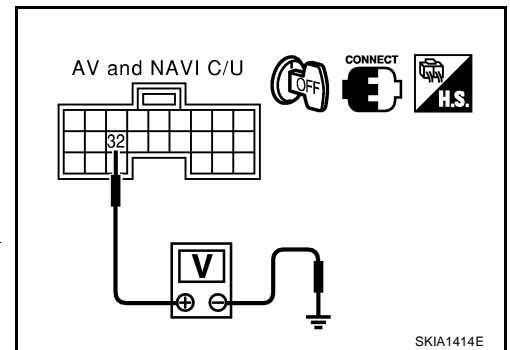 AV and NAVI C/U
OFF
CONNECT
H.S.
32
V
+ −
SKIA1414E